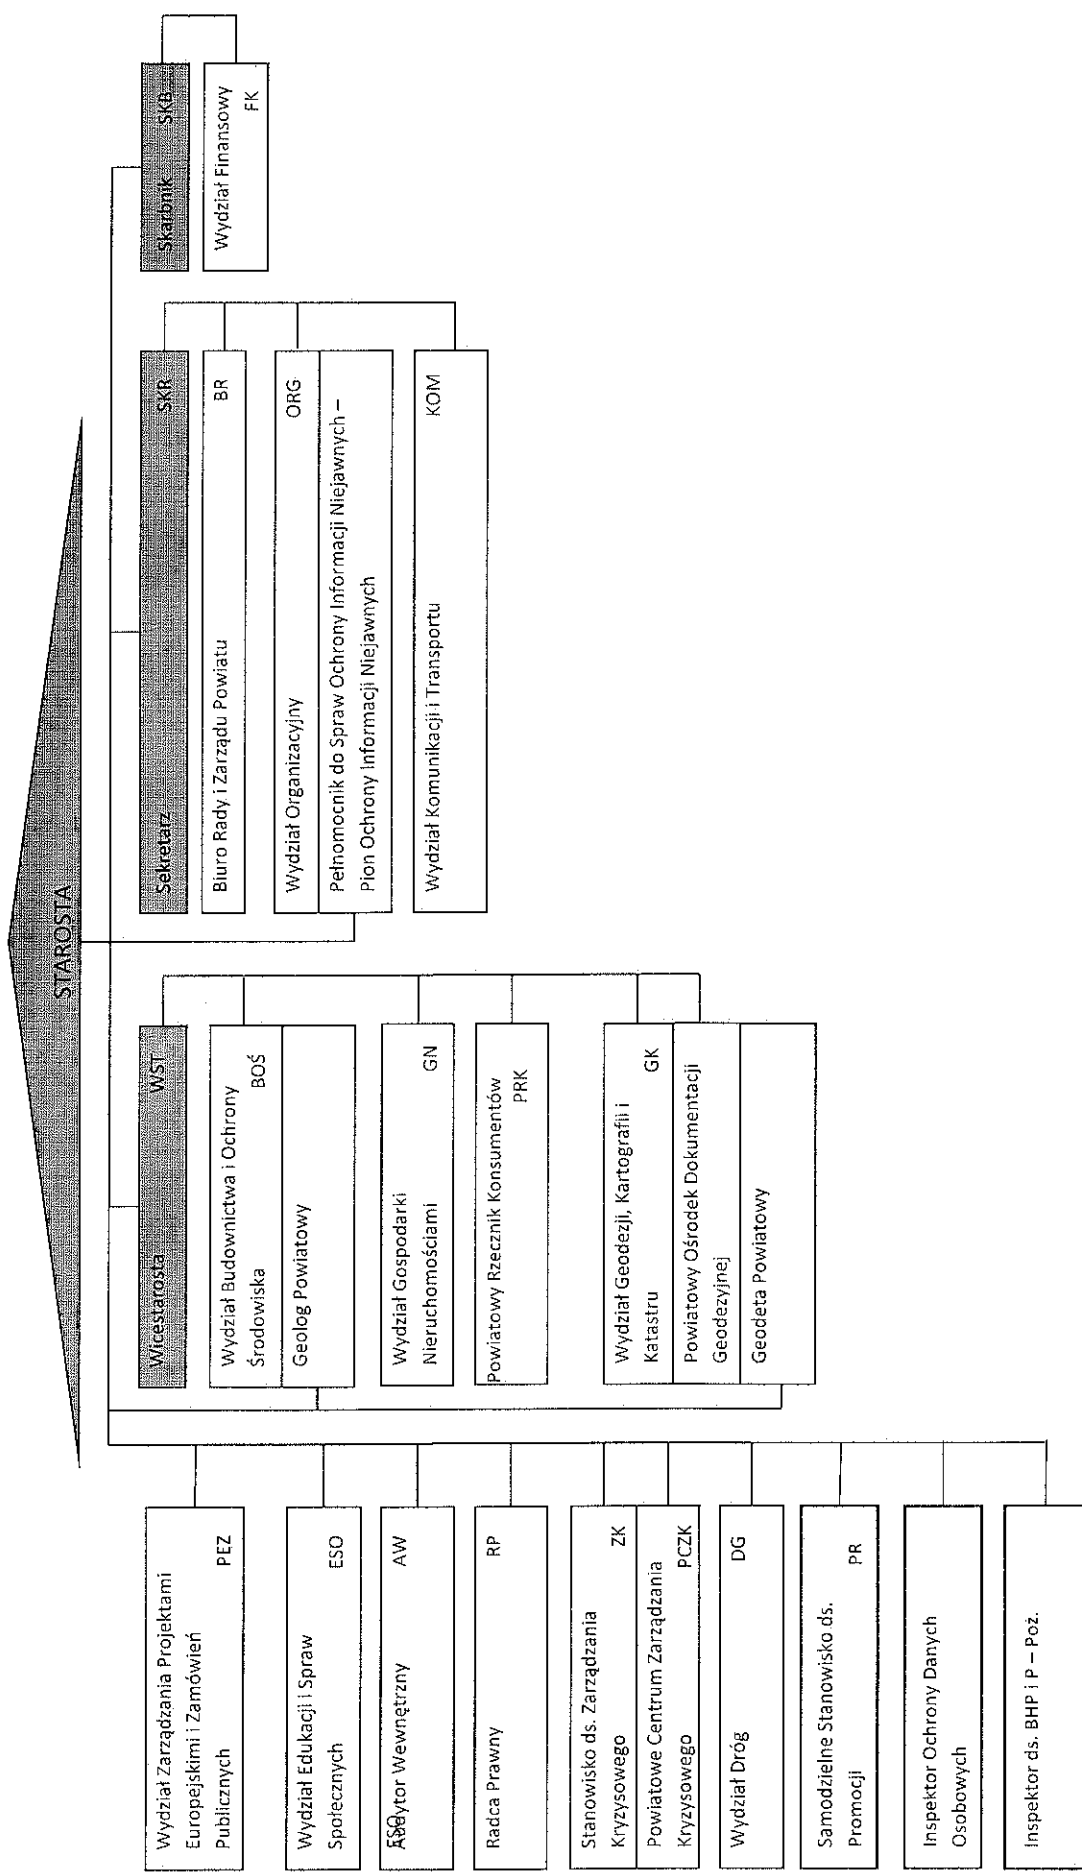 STAROSTA
Wydział Zarządzania Projektami
Europejskimi i Zamówień
Publicznych PEZ
Wydział Edukacji i Spraw
Społecznych ESO
ESO
Audytor Wewnętrzny AW
Radca Prawny RP
Stanowisko ds. Zarządzania
Kryzysowego ZK
Powiatowe Centrum Zarządzania
Kryzysowego PCZK
Wydział Dróg DG
Samodzielne Stanowisko ds.
Promocji PR
Inspektor Ochrony Danych
Osobowych
Inspektor ds. BHP i P – Poż.
Wicestarosta WST
Wydział Budownictwa i Ochrony
Środowiska BOŚ
Geolog Powiatowy
Wydział Gospodarki
Nieruchomościami GN
Powiatowy Rzecznik Konsumentów
PRK
Wydział Geodezji, Kartografii i
Katastru GK
Powiatowy Ośrodek Dokumentacji
Geodezyjnej
Geodeta Powiatowy
Sekretarz SKR
Biuro Rady i Zarządu Powiatu BR
Wydział Organizacyjny ORG
Pełnomocnik do Spraw Ochrony Informacji Niejawnych –
Pion Ochrony Informacji Niejawnych
Wydział Komunikacji i Transportu KOM
Skarbnik SKB
Wydział Finansowy
FK